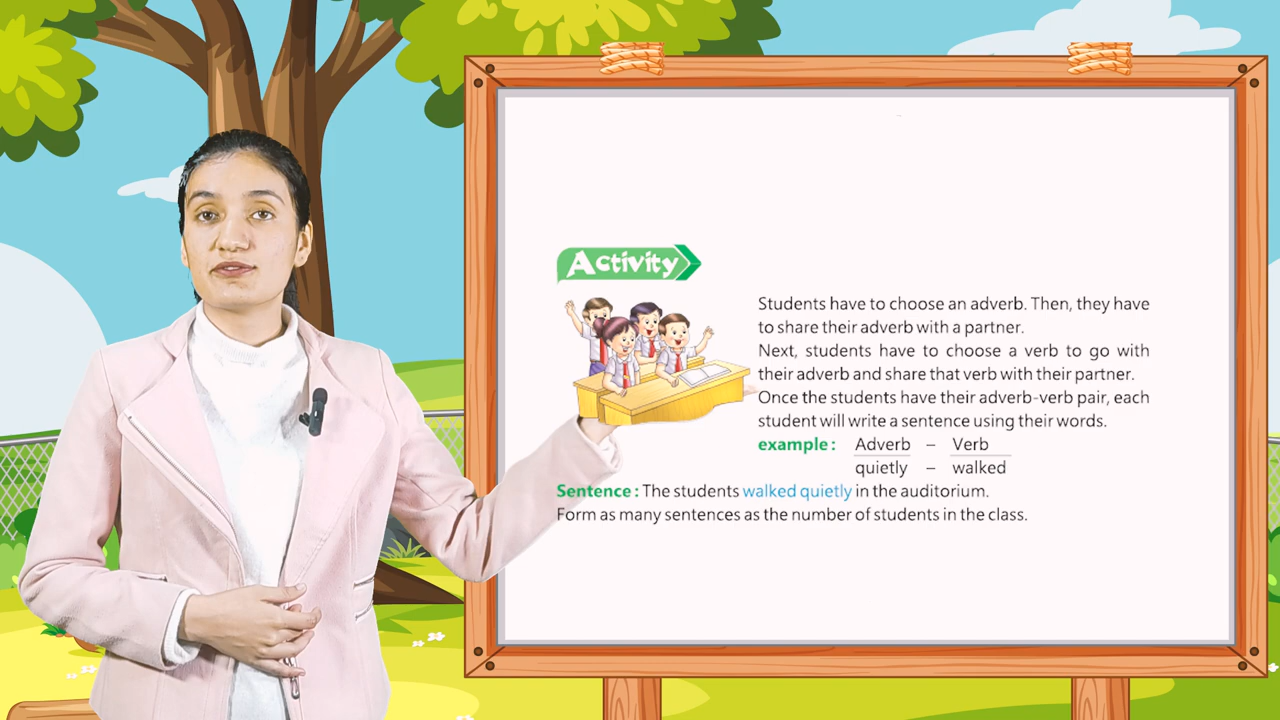 Activity
Students have to choose an adverb. Then, they have
to share their adverb with a partner.
Next, students have to choose a verb to go with
their adverb and share that verb with their partner.
Once the students have their adverb-verb pair, each
student will write a sentence using their words.
example : Adverb – Verb
quietly – walked
Sentence : The students walked quietly in the auditorium.
Form as many sentences as the number of students in the class.